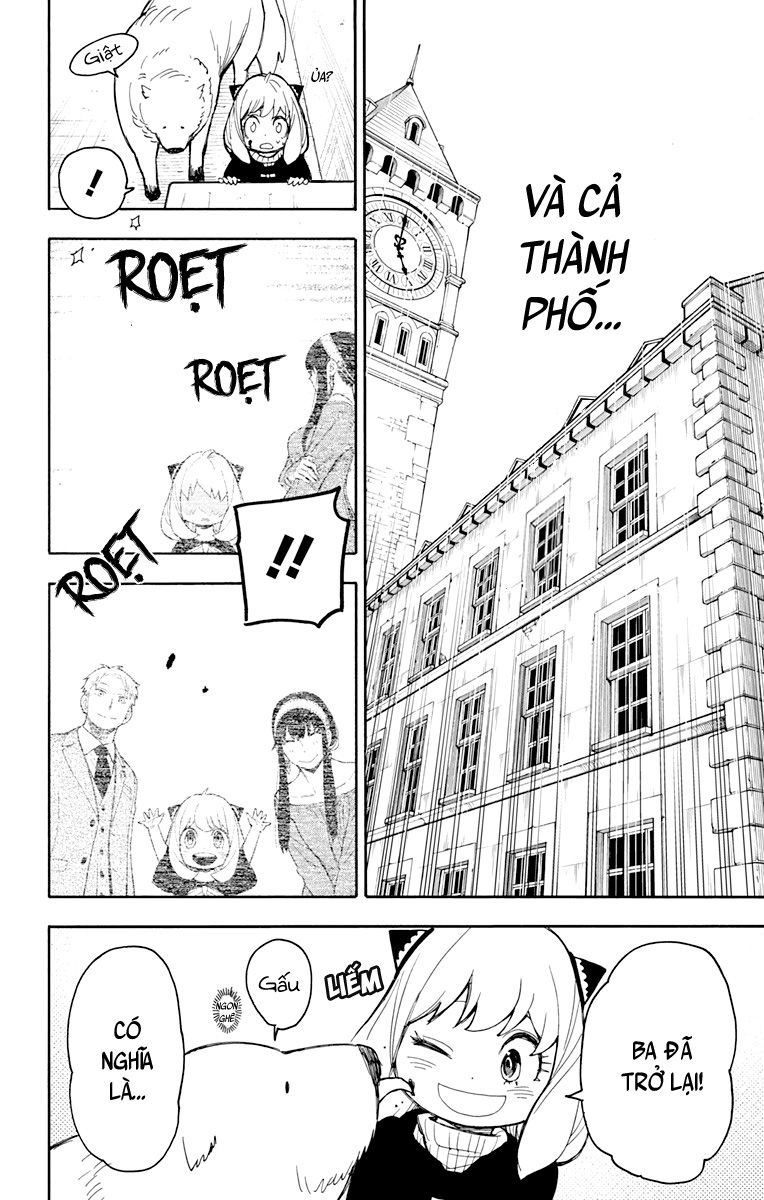 VÀ CẢ
THÀNH
PHỐ...
Giật
ỦA?
!
ROẸT
ROẸT
!!
ROẸT
BA ĐÃ
TRỞ LẠI!
LIẾM
Gấu
NGON
GHÊ
CÓ
NGHĨA
LÀ...